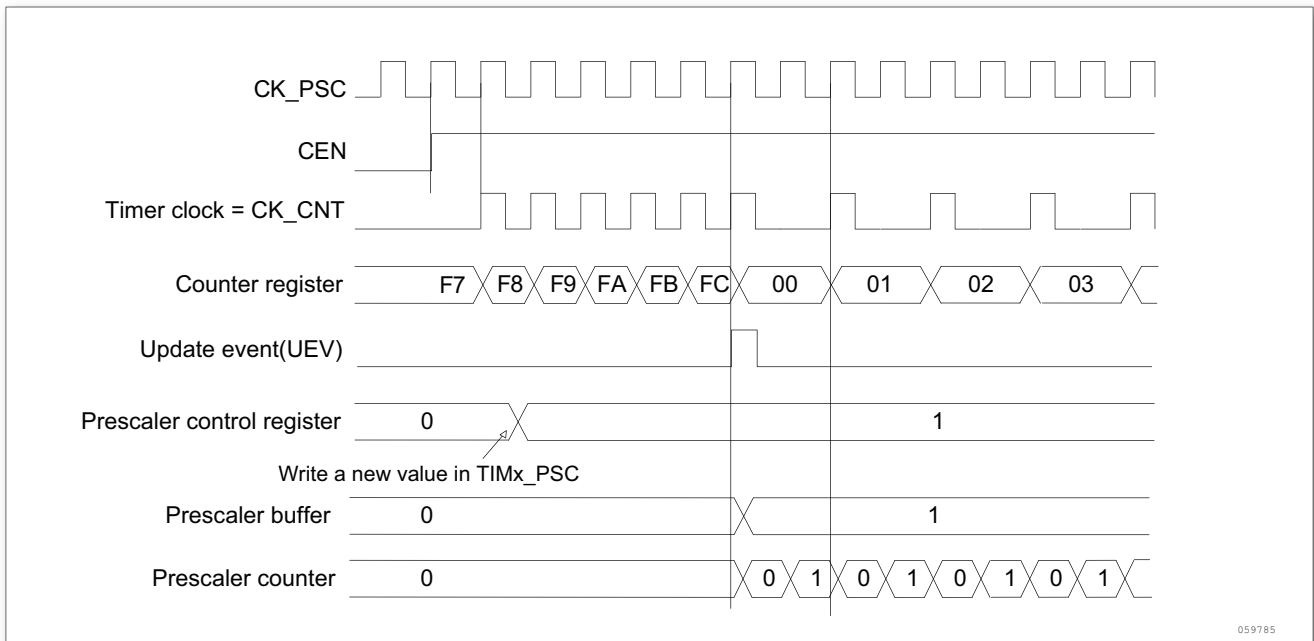 CK_PSC
CEN
Timer clock = CK_CNT
Counter register F7 F8 F9 FA FB FC 00 01 02 03
Update event(UEV)
Prescaler control register 0 1
Write a new value in TIMx_PSC
Prescaler buffer 0 1
Prescaler counter 0 0 1 0 1 0 1 0 1
059785